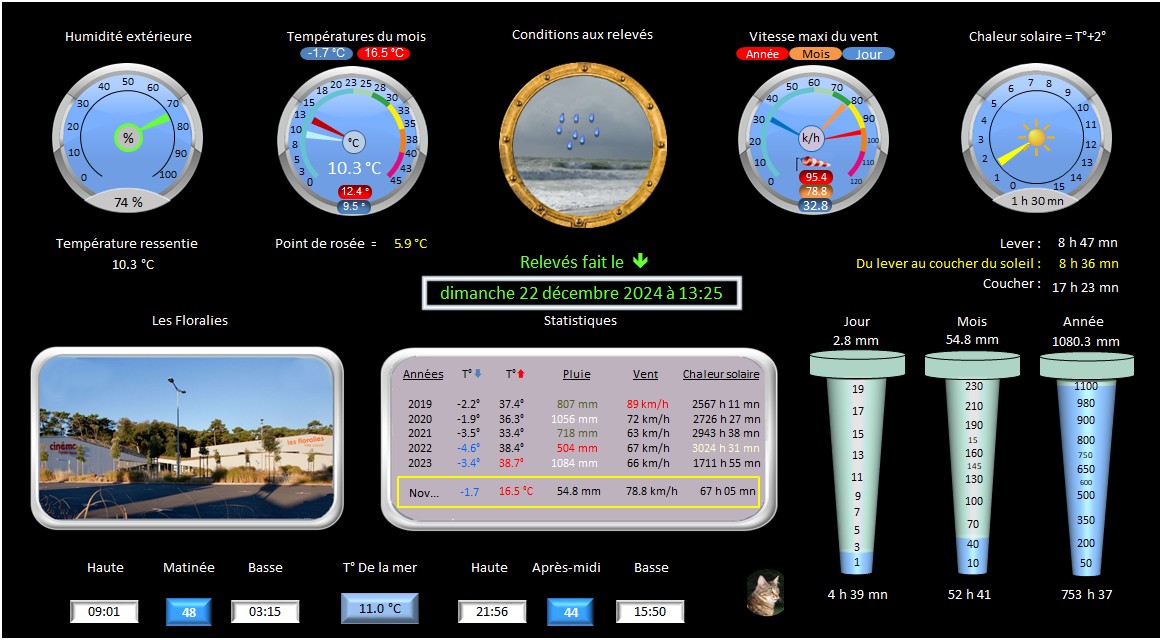 Humidité extérieure
Températures du mois
Conditions aux relevés
Vitesse maxi du vent
Chaleur solaire = T°+2°
-1.7 °C 16.5 °C
Année Mois Jour
0 10 20 30 40 50 60 70 80 90 100
%
74 %
0 3 5 8 10 13 15 18 20 23 25 28 30 33 35 38 40 43 45
°C
10.3 °C
12.4 °
9.5 °
0 10 20 30 40 50 60 70 80 90 100 110 120
k/h
95.4
78.8
32.8
0 1 2 3 4 5 6 7 8 9 10 11 12 13 14 15
1 h 30 mn
Température ressentie
10.3 °C
Point de rosée = 5.9 °C
Relevés fait le
dimanche 22 décembre 2024 à 13:25
Lever : 8 h 47 mn
Du lever au coucher du soleil : 8 h 36 mn
Coucher : 17 h 23 mn
Les Floralies
cinéma
les floralies
Statistiques
Années T° T° Pluie Vent Chaleur solaire
2019 -2.2° 37.4° 807 mm 89 km/h 2567 h 11 mn
2020 -1.9° 36.3° 1056 mm 72 km/h 2726 h 27 mn
2021 -3.5° 33.4° 718 mm 63 km/h 2943 h 38 mn
2022 -4.6° 38.4° 504 mm 67 km/h 3024 h 31 mn
2023 -3.4° 38.7° 1084 mm 66 km/h 1711 h 55 mn
Nov... -1.7 16.5 °C 54.8 mm 78.8 km/h 67 h 05 mn
Jour
2.8 mm
19
17
15
13
11
9
7
5
3
1
4 h 39 mn
Mois
54.8 mm
230
210
190
15
160
145
130
100
70
40
10
52 h 41
Année
1080.3 mm
1100
980
900
800
750
650
600
500
350
200
50
753 h 37
Haute Matinée Basse T° De la mer Haute Après-midi Basse
09:01 48 03:15 11.0 °C 21:56 44 15:50